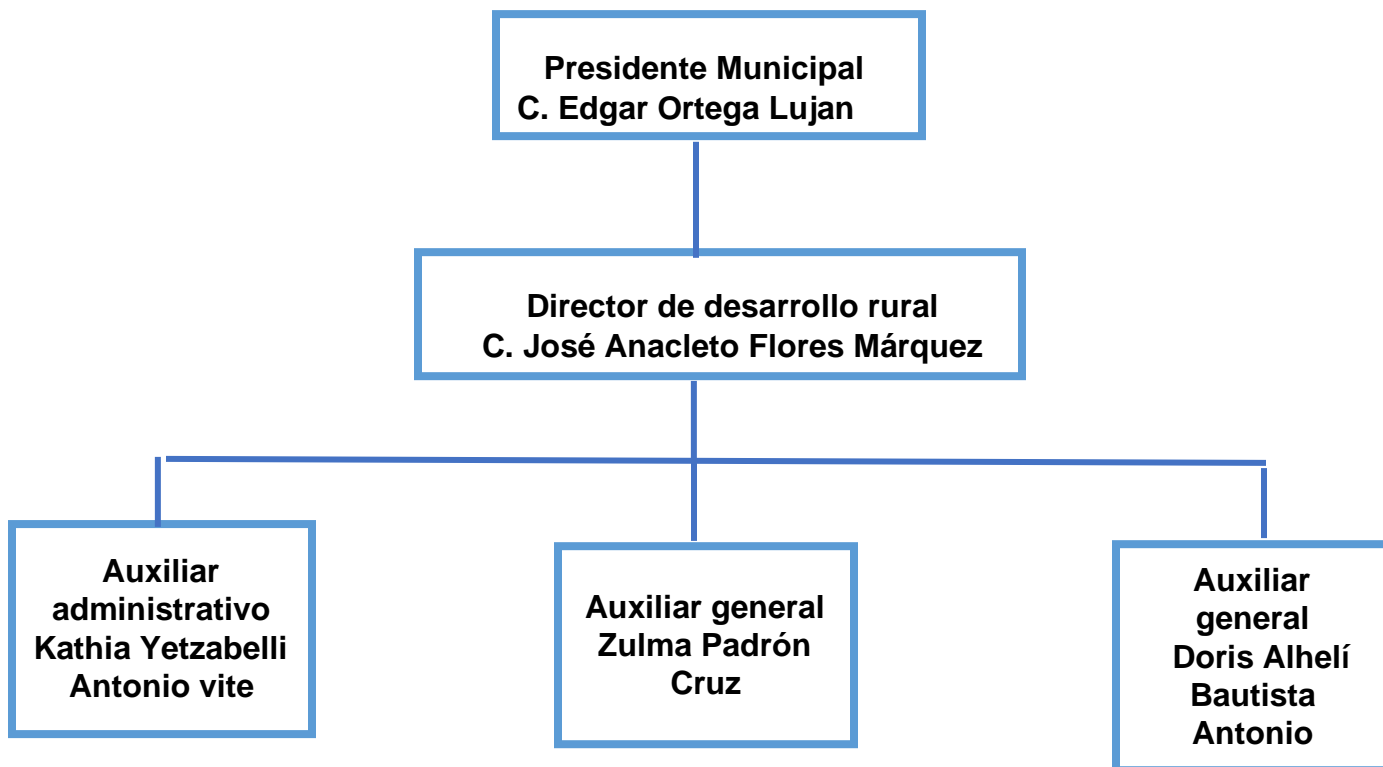 Presidente Municipal
C. Edgar Ortega Lujan
Director de desarrollo rural
C. José Anacleto Flores Márquez
Auxiliar
administrativo
Kathia Yetzabelli
Antonio vite
Auxiliar general
Zulma Padrón
Cruz
Auxiliar
general
Doris Alhelí
Bautista
Antonio